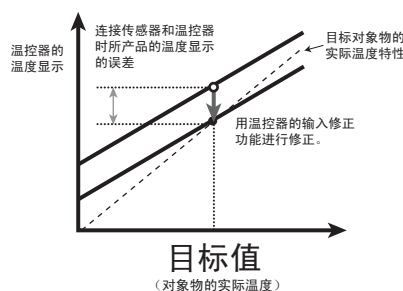 连接传感器和温控器
时所产品的温度显示
的误差
温控器的
温度显示
目标对象物的
实际温度特性
用温控器的输入修正
功能进行修正。
目标值
（对象物的实际温度）